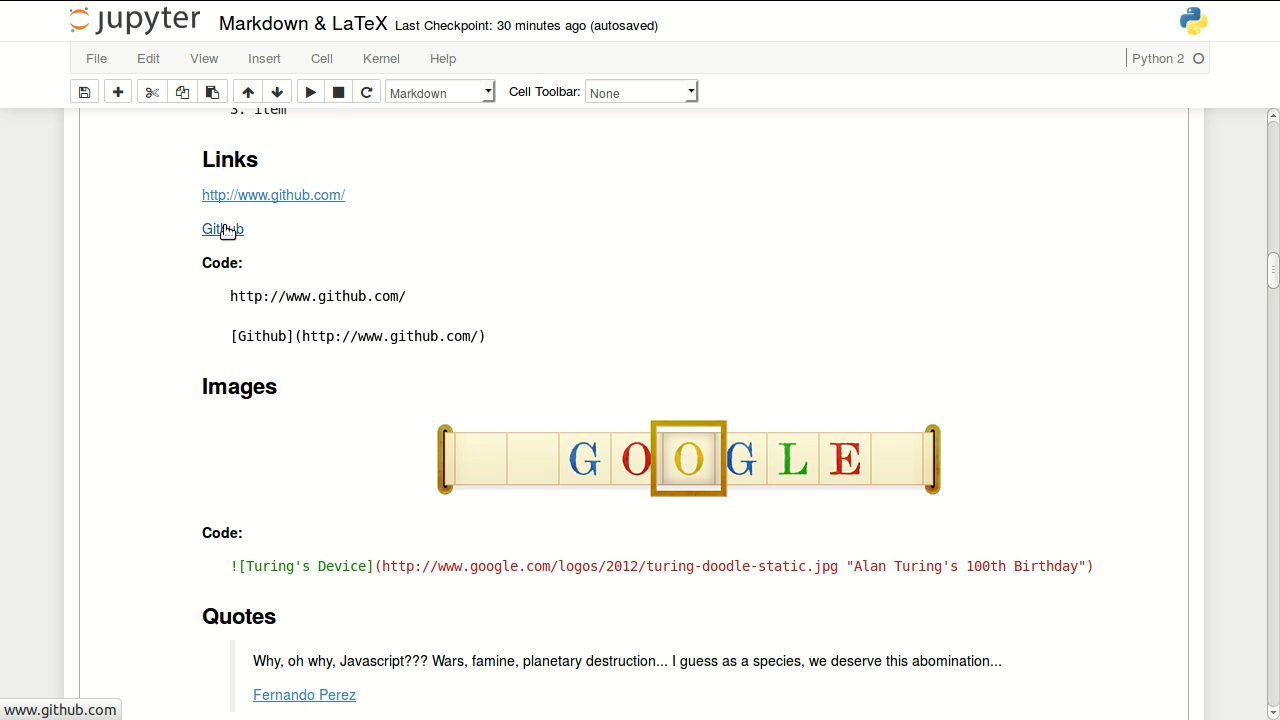 jupyter Markdown & LaTeX Last Checkpoint: 30 minutes ago (autosaved)
File Edit View Insert Cell Kernel Help Python 2
Markdown Cell Toolbar: None
3. item
Links
http://www.github.com/
Github
Code:
http://www.github.com/
[Github](http://www.github.com/)
Images
GOOGLE
Code:
![Turing's Device](http://www.google.com/logos/2012/turing-doodle-static.jpg "Alan Turing's 100th Birthday")
Quotes
Why, oh why, Javascript??? Wars, famine, planetary destruction... I guess as a species, we deserve this abomination...
Fernando Perez
www.github.com